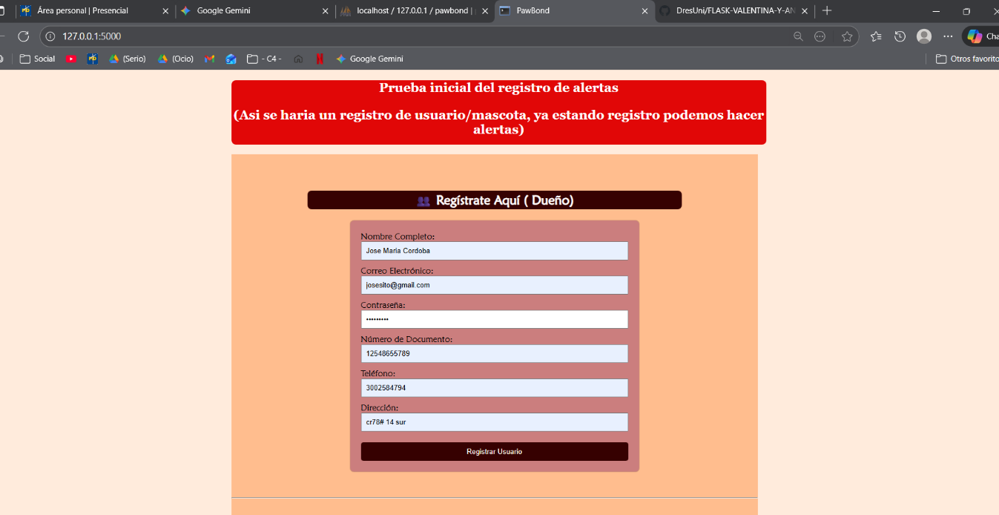 Área personal | Presencial
Google Gemini
localhost / 127.0.0.1 / pawbond |
PawBond
DresUni/FLASK-VALENTINA-Y-AN
127.0.0.1:5000
Cha
Social
(Serio)
(Ocio)
- C4 -
Google Gemini
Otros favorito
Prueba inicial del registro de alertas
(Asi se haria un registro de usuario/mascota, ya estando registro podemos hacer
alertas)
Regístrate Aquí ( Dueño)
Nombre Completo:
Jose Maria Cordoba
Correo Electrónico:
josesito@gmail.com
Contraseña:
•••••••••
Número de Documento:
12548655789
Teléfono:
3002584794
Dirección:
cr78# 14 sur
Registrar Usuario